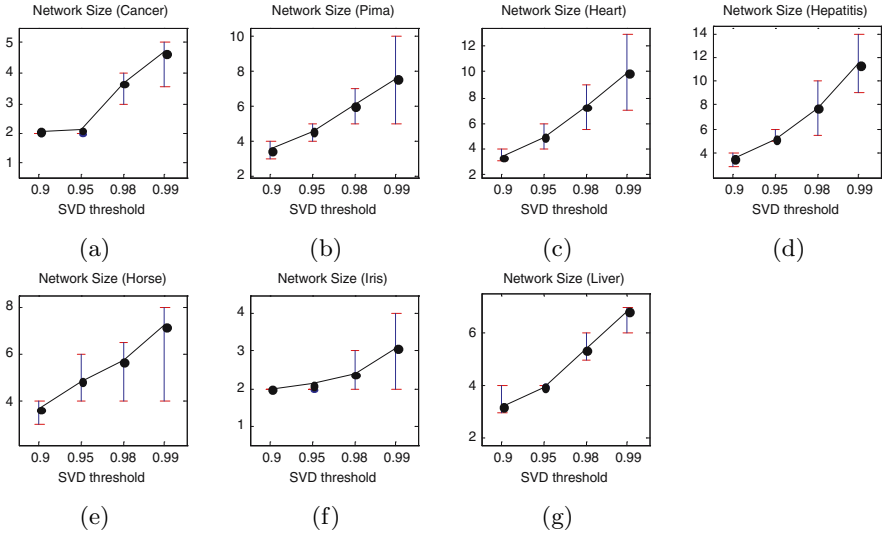 Network Size (Cancer)
5
4
3
2
1
0.9 0.95 0.98 0.99
SVD threshold
(a)
Network Size (Pima)
10
8
6
4
2
0.9 0.95 0.98 0.99
SVD threshold
(b)
Network Size (Heart)
12
10
8
6
4
2
0.9 0.95 0.98 0.99
SVD threshold
(c)
Network Size (Hepatitis)
14
12
10
8
6
4
0.9 0.95 0.98 0.99
SVD threshold
(d)
Network Size (Horse)
8
6
4
0.9 0.95 0.98 0.99
SVD threshold
(e)
Network Size (Iris)
4
3
2
1
0.9 0.95 0.98 0.99
SVD threshold
(f)
Network Size (Liver)
6
4
2
0.9 0.95 0.98 0.99
SVD threshold
(g)